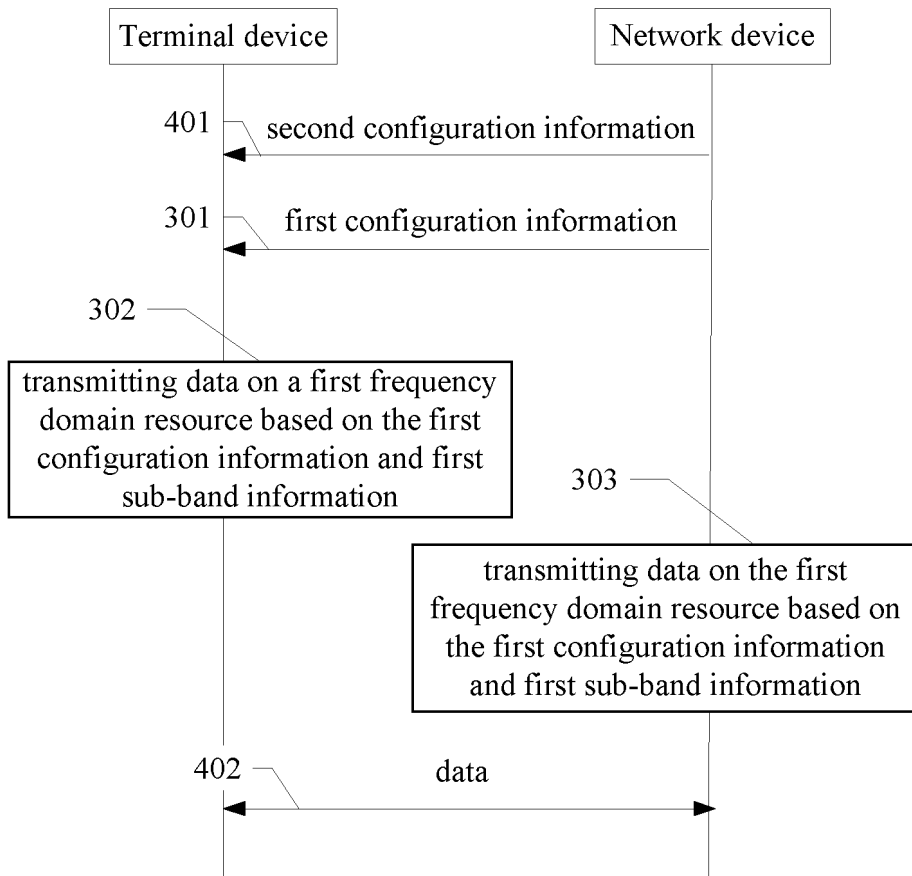 Terminal device
Network device
401
second configuration information
301
first configuration information
302
transmitting data on a first frequency
domain resource based on the first
configuration information and first
sub-band information
303
transmitting data on the first
frequency domain resource based on
the first configuration information
and first sub-band information
402
data